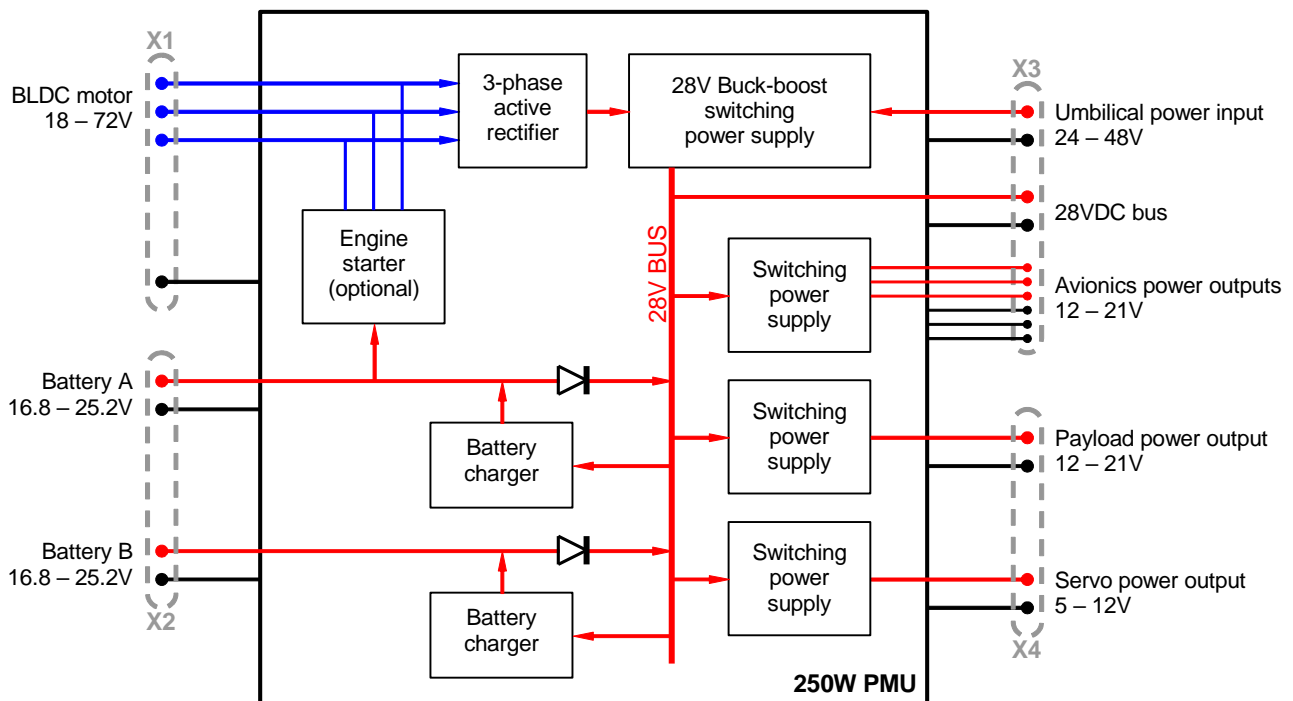 X1
BLDC motor
18 – 72V
3-phase
active
rectifier
28V Buck-boost
switching
power supply
X3
Umbilical power input
24 – 48V
28VDC bus
Engine
starter
(optional)
28V BUS
Switching
power
supply
Avionics power outputs
12 – 21V
Battery A
16.8 – 25.2V
Battery
charger
Switching
power
supply
Payload power output
12 – 21V
Battery B
16.8 – 25.2V
X2
Battery
charger
Switching
power
supply
Servo power output
5 – 12V
X4
250W PMU